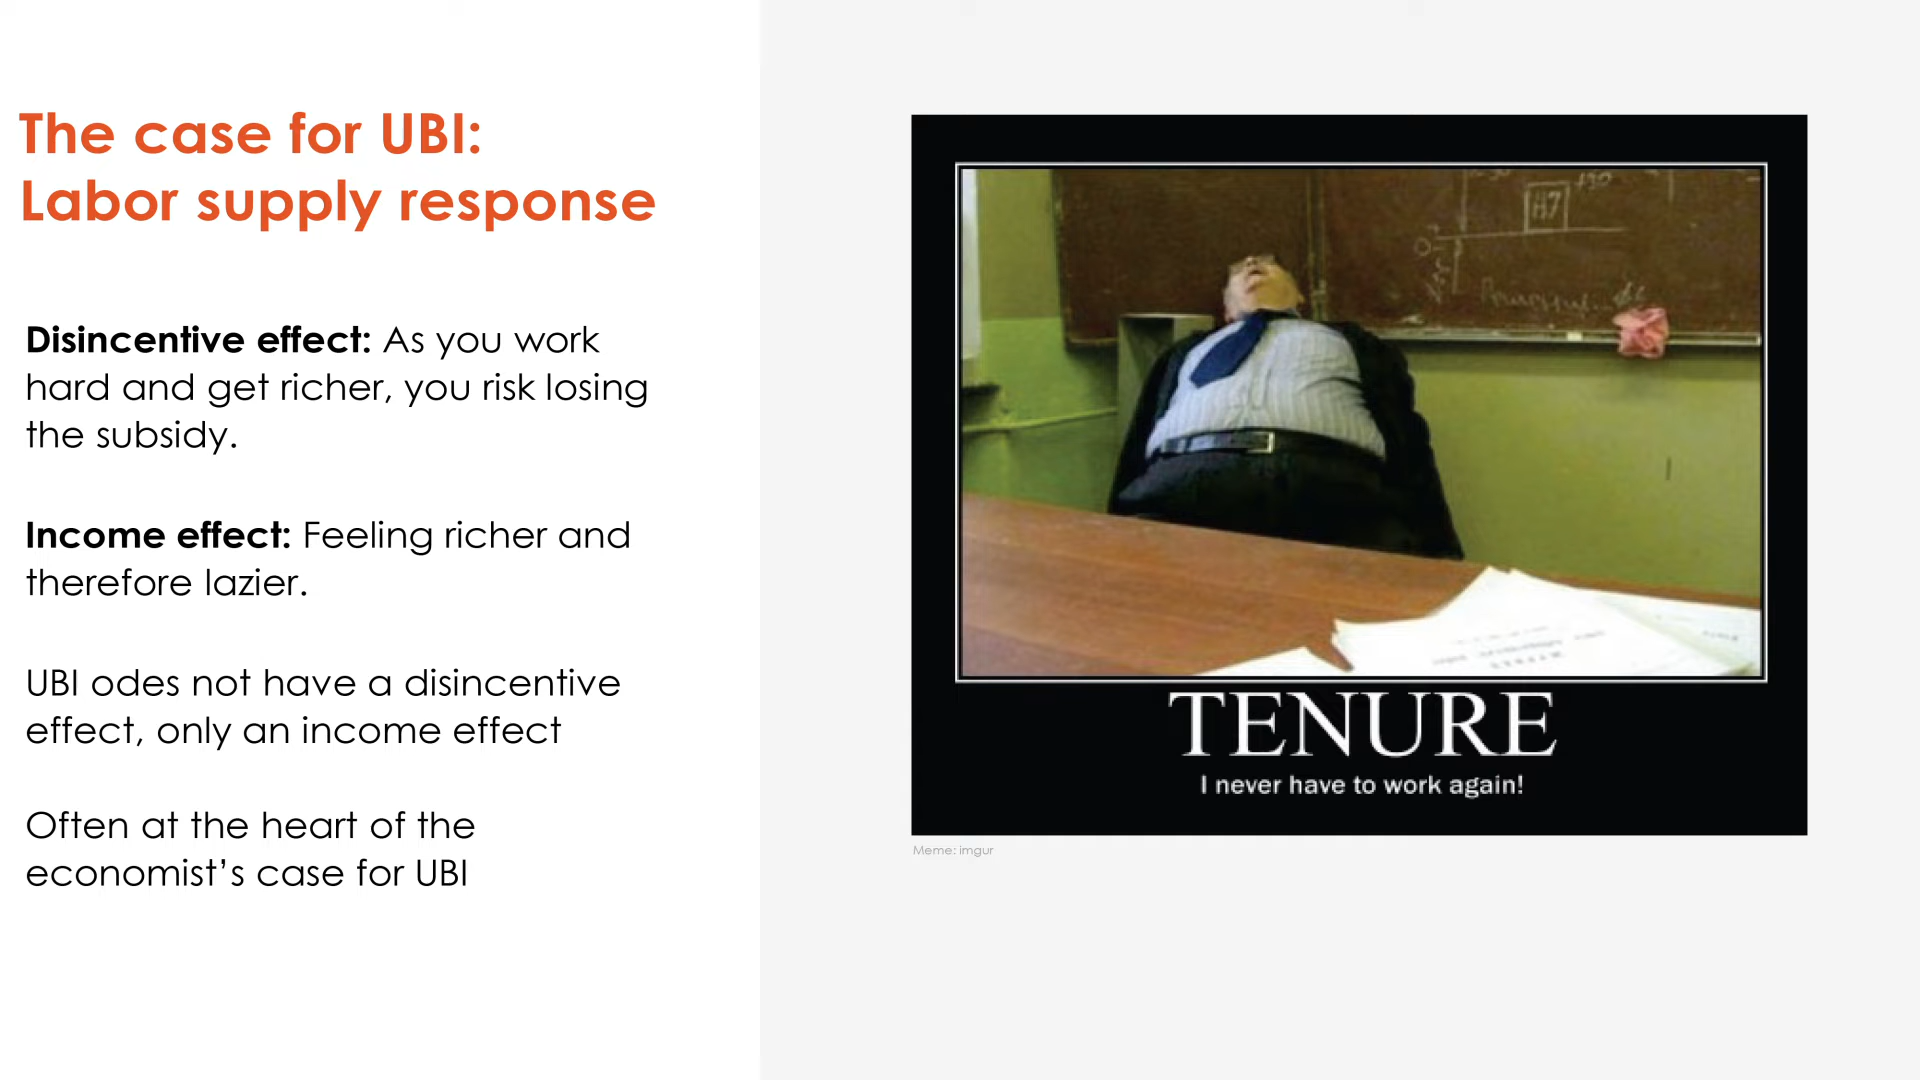 The case for UBI:
Labor supply response
Disincentive effect: As you work
hard and get richer, you risk losing
the subsidy.
Income effect: Feeling richer and
therefore lazier.
UBI odes not have a disincentive
effect, only an income effect
Often at the heart of the
economist’s case for UBI
TENURE
I never have to work again!
Meme: imgur